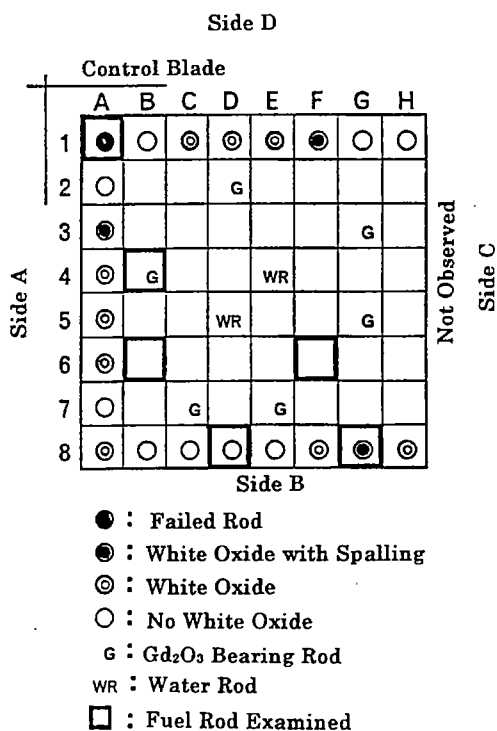 Side D
Control Blade
A B C D E F G H
1
2 G
3 G
4 G WR
5 WR G
6
7 G G
8
Side A
Not Observed
Side C
Side B
: Failed Rod
: White Oxide with Spalling
: White Oxide
: No White Oxide
G : Gd₂O₃ Bearing Rod
WR : Water Rod
: Fuel Rod Examined